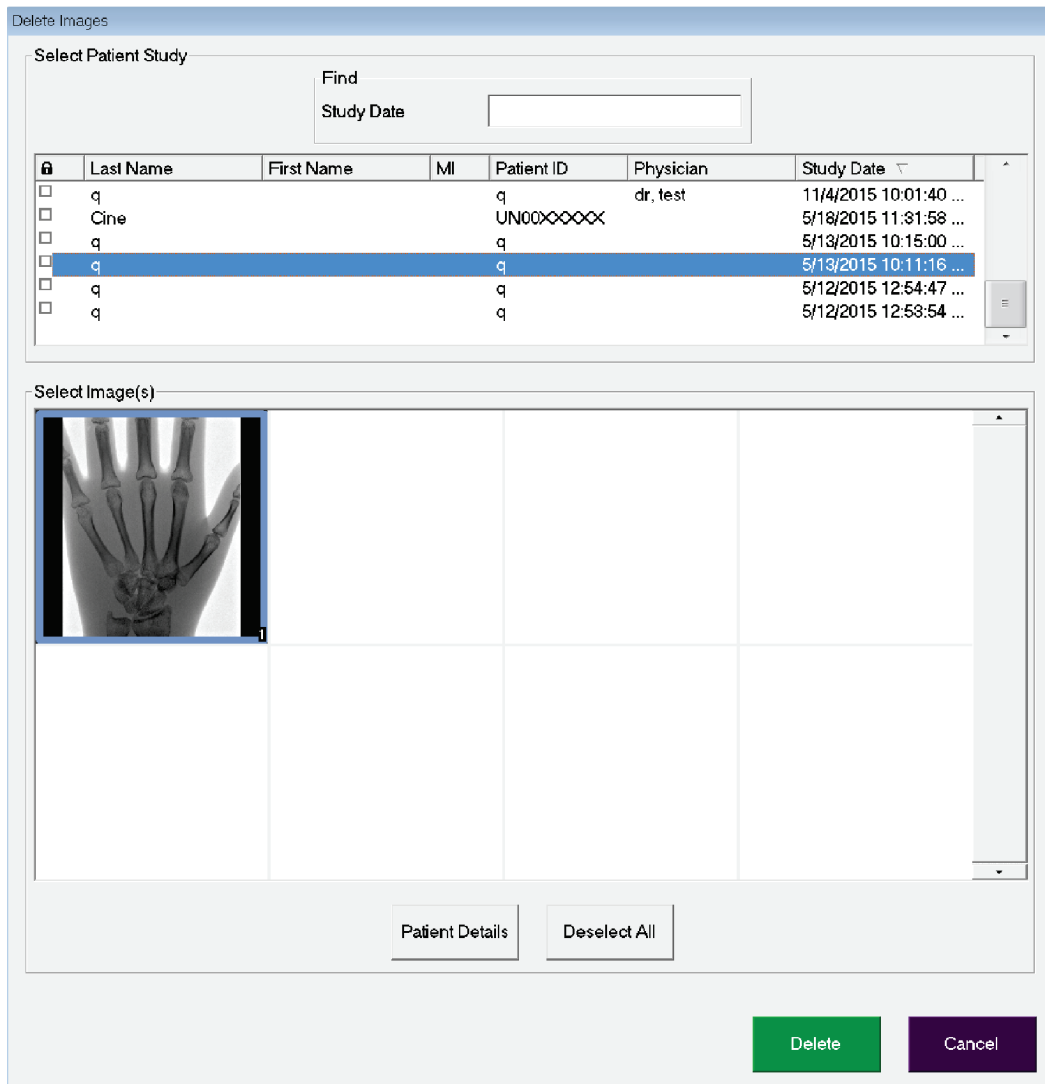 Delete Images
Select Patient Study
Find
Study Date
Last Name First Name MI Patient ID Physician Study Date
q q dr, test 11/4/2015 10:01:40 ...
Cine UN00XXXXX 5/18/2015 11:31:58 ...
q q 5/13/2015 10:15:00 ...
q q 5/13/2015 10:11:16 ...
q q 5/12/2015 12:54:47 ...
q q 5/12/2015 12:53:54 ...
Select Image(s)
1
Patient Details Deselect All
Delete Cancel